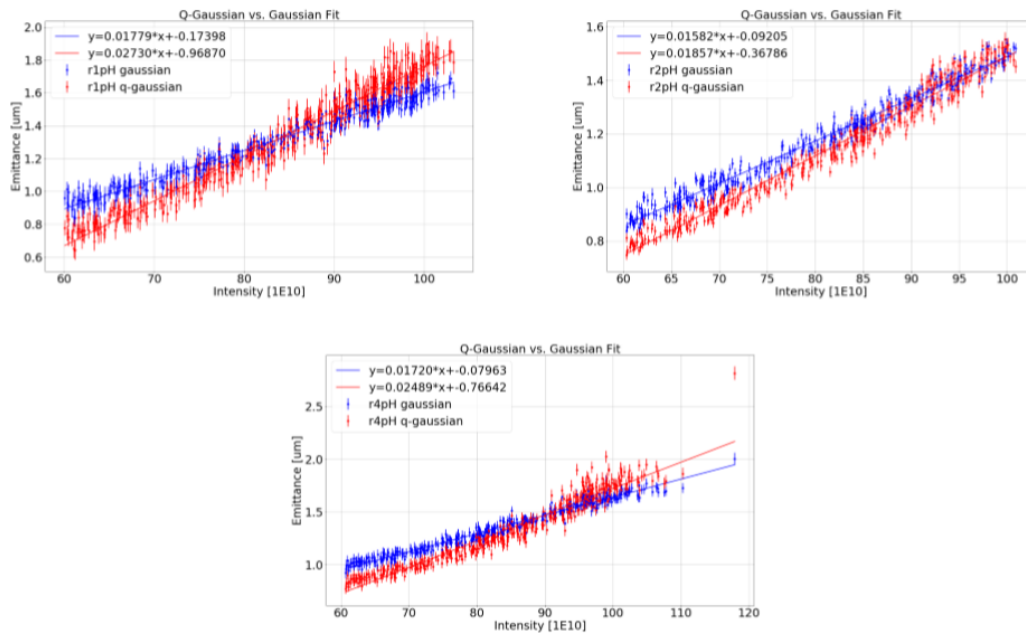 Q-Gaussian vs. Gaussian Fit
y=0.01779*x+-0.17398
y=0.02730*x+-0.96870
r1pH gaussian
r1pH q-gaussian
Emittance [um]
2.0
1.8
1.6
1.4
1.2
1.0
0.8
0.6
60 70 80 90 100
Intensity [1E10]
Q-Gaussian vs. Gaussian Fit
y=0.01582*x+-0.09205
y=0.01857*x+-0.36786
r2pH gaussian
r2pH q-gaussian
Emittance [um]
1.6
1.4
1.2
1.0
0.8
60 65 70 75 80 85 90 95 100
Intensity [1E10]
Q-Gaussian vs. Gaussian Fit
y=0.01720*x+-0.07963
y=0.02489*x+-0.76642
r4pH gaussian
r4pH q-gaussian
Emittance [um]
2.5
2.0
1.5
1.0
60 70 80 90 100 110 120
Intensity [1E10]